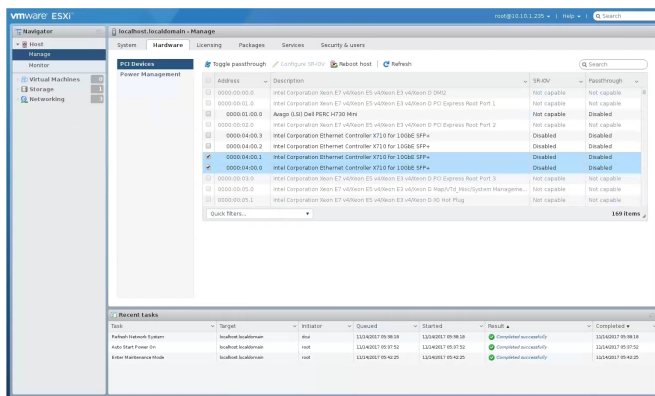 vmware ESXi™
root@10.10.1.235 | Help | Search
Navigator
Host
Manage
Monitor
Virtual Machines 0
Storage 1
Networking 3
localhost.localdomain - Manage
System Hardware Licensing Packages Services Security & users
PCI Devices
Power Management
Toggle passthrough Configure SR-IOV Reboot host | Refresh Search
Address Description SR-IOV Passthrough
0000:00:00.0 Intel Corporation Xeon E7 v4/Xeon E5 v4/Xeon E3 v4/Xeon D DMI2 Not capable Not capable
0000:00:01.0 Intel Corporation Xeon E7 v4/Xeon E5 v4/Xeon E3 v4/Xeon D PCI Express Root Port 1 Not capable Not capable
0000:01:00.0 Avago (LSI) Dell PERC H730 Mini Not capable Disabled
0000:00:02.0 Intel Corporation Xeon E7 v4/Xeon E5 v4/Xeon E3 v4/Xeon D PCI Express Root Port 2 Not capable Not capable
0000:04:00.3 Intel Corporation Ethernet Controller X710 for 10GbE SFP+ Disabled Disabled
0000:04:00.2 Intel Corporation Ethernet Controller X710 for 10GbE SFP+ Disabled Disabled
0000:04:00.1 Intel Corporation Ethernet Controller X710 for 10GbE SFP+ Disabled Disabled
0000:04:00.0 Intel Corporation Ethernet Controller X710 for 10GbE SFP+ Disabled Disabled
0000:00:03.0 Intel Corporation Xeon E7 v4/Xeon E5 v4/Xeon E3 v4/Xeon D PCI Express Root Port 3 Not capable Not capable
0000:00:05.0 Intel Corporation Xeon E7 v4/Xeon E5 v4/Xeon E3 v4/Xeon D Map/VTd_Misc/System Manageme... Not capable Not capable
0000:00:05.1 Intel Corporation Xeon E7 v4/Xeon E5 v4/Xeon E3 v4/Xeon D IIO Hot Plug Not capable Not capable
Quick filters... 169 items
Recent tasks
Task Target Initiator Queued Started Result Completed
Refresh Network System localhost.localdomain dcui 11/14/2017 05:38:18 11/14/2017 05:38:18 Completed successfully 11/14/2017 05:38:18
Auto Start Power On localhost.localdomain root 11/14/2017 05:37:52 11/14/2017 05:37:52 Completed successfully 11/14/2017 05:37:52
Enter Maintenance Mode localhost.localdomain root 11/14/2017 05:42:25 11/14/2017 05:42:25 Completed successfully 11/14/2017 05:42:25